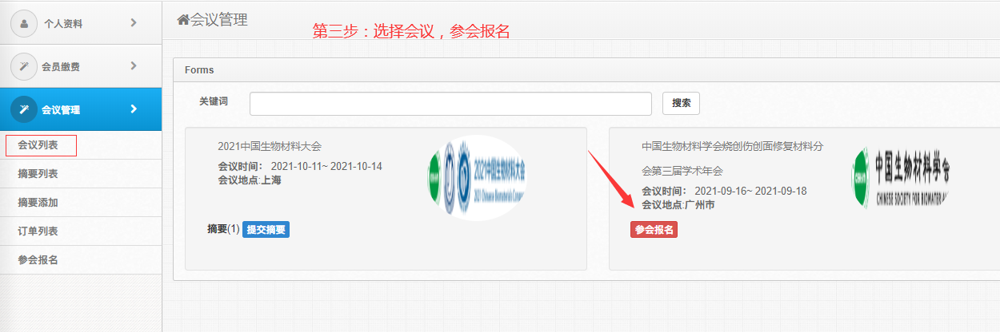 个人资料
会员缴费
会议管理
会议列表
摘要列表
摘要添加
订单列表
参会报名
会议管理
第三步：选择会议，参会报名
Forms
关键词
搜索
2021中国生物材料大会
会议时间： 2021-10-11~ 2021-10-14
会议地点:上海
2021中国生物材料大会
摘要(1) 提交摘要
中国生物材料学会烧创伤创面修复材料分
会第三届学术年会
会议时间： 2021-09-16~ 2021-09-18
会议地点:广州市
参会报名
中国生物材料学会
CHINESE SOCIETY FOR BIOMATERIAL